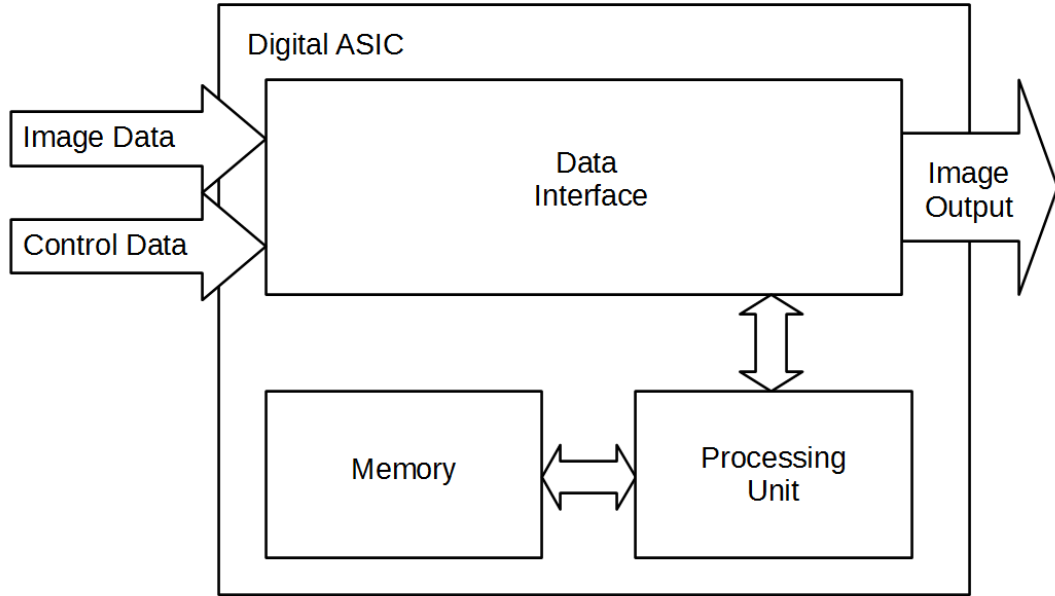 Digital ASIC
Image Data
Control Data
Data
Interface
Image
Output
Memory
Processing
Unit